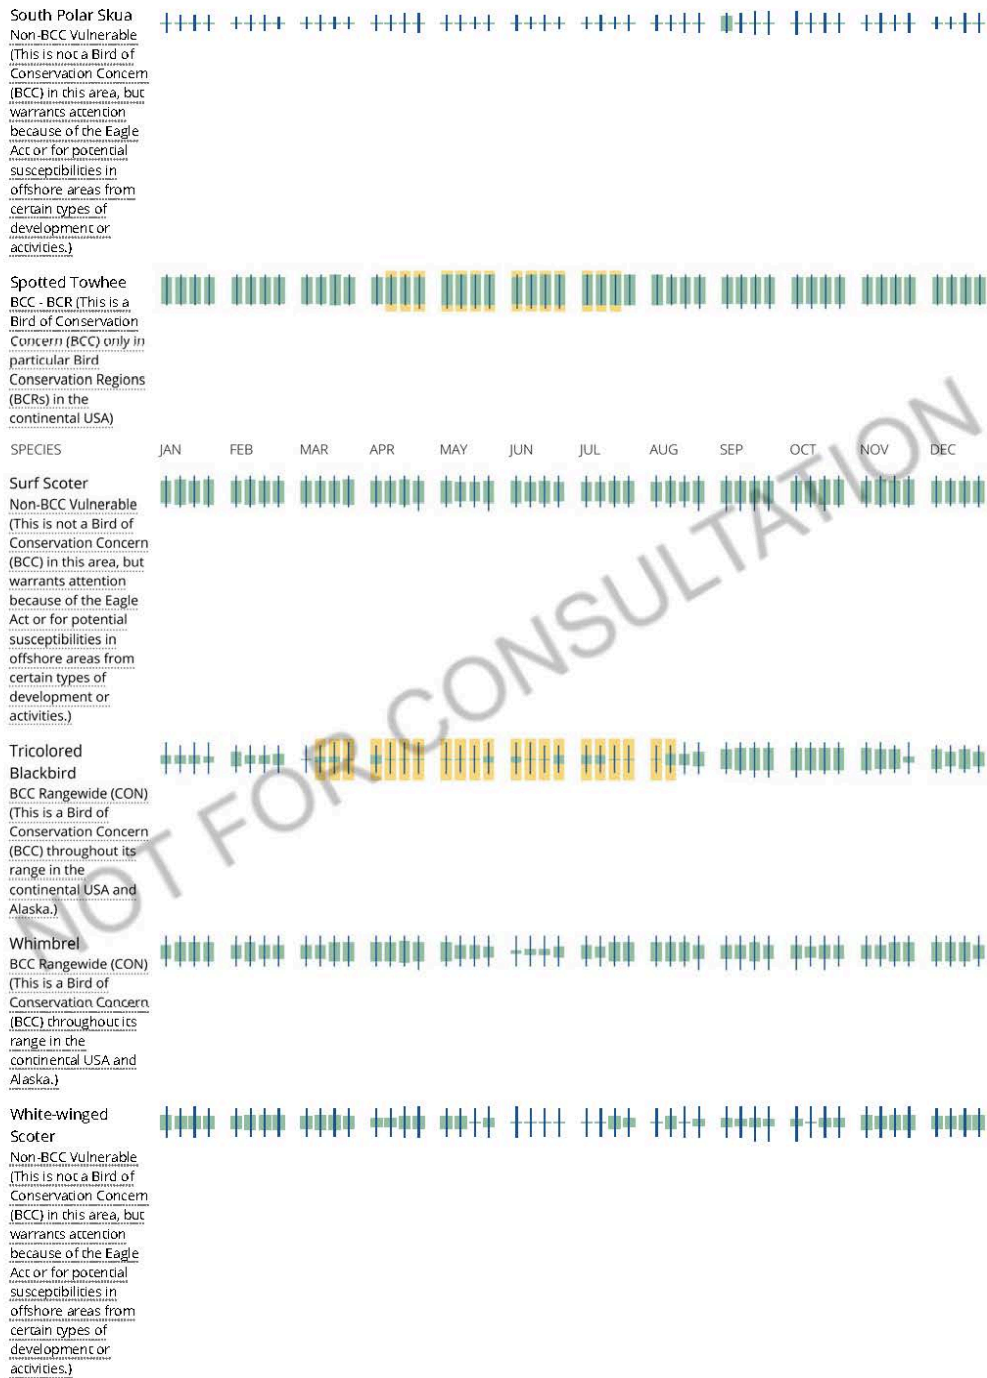 South Polar Skua
Non-BCC Vulnerable
(This is not a Bird of
Conservation Concern
(BCC) in this area, but
warrants attention
because of the Eagle
Act or for potential
susceptibilities in
offshore areas from
certain types of
development or
activities.)
Spotted Towhee
BCC - BCR (This is a
Bird of Conservation
Concern (BCC) only in
particular Bird
Conservation Regions
(BCRs) in the
continental USA)
SPECIES JAN FEB MAR APR MAY JUN JUL AUG SEP OCT NOV DEC
Surf Scoter
Non-BCC Vulnerable
(This is not a Bird of
Conservation Concern
(BCC) in this area, but
warrants attention
because of the Eagle
Act or for potential
susceptibilities in
offshore areas from
certain types of
development or
activities.)
Tricolored
Blackbird
BCC Rangewide (CON)
(This is a Bird of
Conservation Concern
(BCC) throughout its
range in the
continental USA and
Alaska.)
Whimbrel
BCC Rangewide (CON)
(This is a Bird of
Conservation Concern
(BCC) throughout its
range in the
continental USA and
Alaska.)
White-winged
Scoter
Non-BCC Vulnerable
(This is not a Bird of
Conservation Concern
(BCC) in this area, but
warrants attention
because of the Eagle
Act or for potential
susceptibilities in
offshore areas from
certain types of
development or
activities.)
NOT FOR CONSULTATION